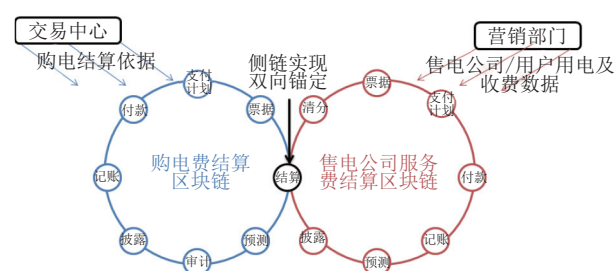 交易中心
购电结算依据
侧链实现
双向锚定
营销部门
售电公司/用户用电及
收费数据
支付
计划
票据
付款
记账
披露
审计
预测
购电费结算
区块链
结算
清分
票据
支付
计划
付款
记账
预测
披露
售电公司服务
费结算区块链